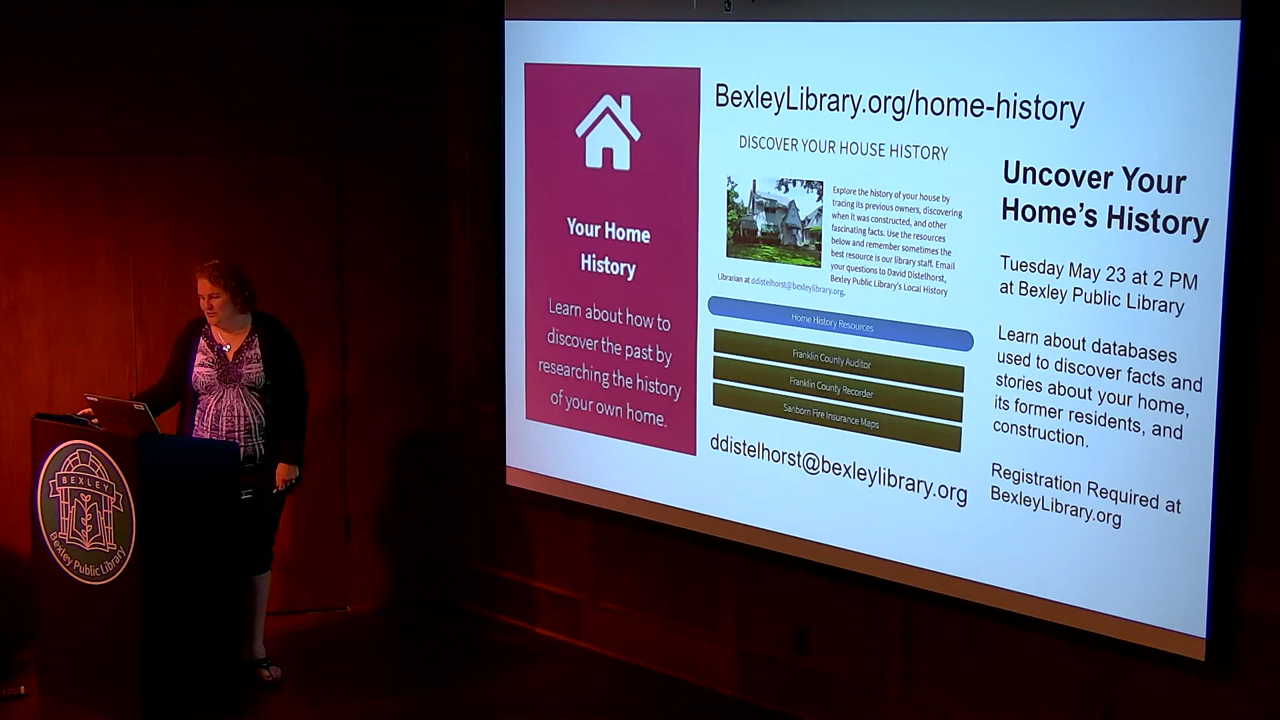 BexleyLibrary.org/home-history
Your Home
History
Learn about how to
discover the past by
researching the history
of your own home.
DISCOVER YOUR HOUSE HISTORY
Explore the history of your house by
tracing its previous owners, discovering
when it was constructed, and other
fascinating facts. Use the resources
below and remember sometimes the
best resource is our library staff. Email
your questions to David Distelhorst,
Bexley Public Library's Local History
Librarian at ddistelhorst@bexleylibrary.org.
Home History Resources
Franklin County Auditor
Franklin County Recorder
Sanborn Fire Insurance Maps
ddistelhorst@bexleylibrary.org
Uncover Your
Home's History
Tuesday May 23 at 2 PM
at Bexley Public Library
Learn about databases
used to discover facts and
stories about your home,
its former residents, and
construction.
Registration Required at
BexleyLibrary.org
BEXLEY
Bexley Public Library